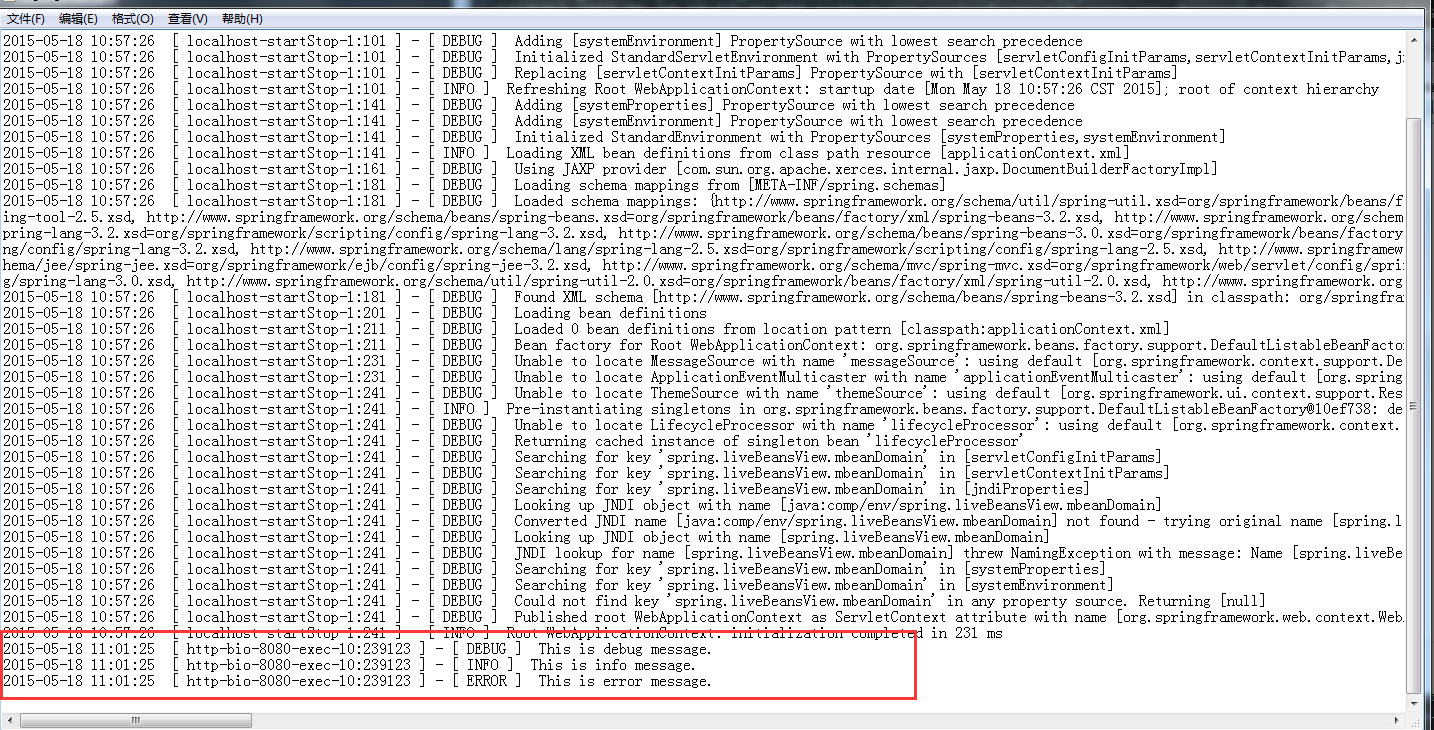 文件(F) 编辑(E) 格式(O) 查看(V) 帮助(H)
2015-05-18 10:57:26 [ localhost-startStop-1:101 ] - [ DEBUG ] Adding [systemEnvironment] PropertySource with lowest search precedence
2015-05-18 10:57:26 [ localhost-startStop-1:101 ] - [ DEBUG ] Initialized StandardServletEnvironment with PropertySources [servletConfigInitParams,servletContextInitParams,j
2015-05-18 10:57:26 [ localhost-startStop-1:101 ] - [ DEBUG ] Replacing [servletContextInitParams] PropertySource with [servletContextInitParams]
2015-05-18 10:57:26 [ localhost-startStop-1:101 ] - [ INFO ] Refreshing Root WebApplicationContext: startup date [Mon May 18 10:57:26 CST 2015]; root of context hierarchy
2015-05-18 10:57:26 [ localhost-startStop-1:141 ] - [ DEBUG ] Adding [systemProperties] PropertySource with lowest search precedence
2015-05-18 10:57:26 [ localhost-startStop-1:141 ] - [ DEBUG ] Adding [systemEnvironment] PropertySource with lowest search precedence
2015-05-18 10:57:26 [ localhost-startStop-1:141 ] - [ DEBUG ] Initialized StandardEnvironment with PropertySources [systemProperties,systemEnvironment]
2015-05-18 10:57:26 [ localhost-startStop-1:141 ] - [ INFO ] Loading XML bean definitions from class path resource [applicationContext.xml]
2015-05-18 10:57:26 [ localhost-startStop-1:161 ] - [ DEBUG ] Using JAXP provider [com.sun.org.apache.xerces.internal.jaxp.DocumentBuilderFactoryImpl]
2015-05-18 10:57:26 [ localhost-startStop-1:181 ] - [ DEBUG ] Loading schema mappings from [META-INF/spring.schemas]
2015-05-18 10:57:26 [ localhost-startStop-1:181 ] - [ DEBUG ] Loaded schema mappings: {http://www.springframework.org/schema/util/spring-util.xsd=org/springframework/beans/f
ing-tool-2.5.xsd, http://www.springframework.org/schema/beans/spring-beans.xsd=org/springframework/beans/factory/xml/spring-beans-3.2.xsd, http://www.springframework.org/schem
pring-lang-3.2.xsd=org/springframework/scripting/config/spring-lang-3.2.xsd, http://www.springframework.org/schema/beans/spring-beans-3.0.xsd=org/springframework/beans/factory
ng/config/spring-lang-3.2.xsd, http://www.springframework.org/schema/lang/spring-lang-2.5.xsd=org/springframework/scripting/config/spring-lang-2.5.xsd, http://www.springframew
hema/jee/spring-jee.xsd=org/springframework/ejb/config/spring-jee-3.2.xsd, http://www.springframework.org/schema/mvc/spring-mvc.xsd=org/springframework/web/servlet/config/spri
g/spring-lang-3.0.xsd, http://www.springframework.org/schema/util/spring-util-2.0.xsd=org/springframework/beans/factory/xml/spring-util-2.0.xsd, http://www.springframework.org
2015-05-18 10:57:26 [ localhost-startStop-1:181 ] - [ DEBUG ] Found XML schema [http://www.springframework.org/schema/beans/spring-beans-3.2.xsd] in classpath: org/springfram
2015-05-18 10:57:26 [ localhost-startStop-1:201 ] - [ DEBUG ] Loading bean definitions
2015-05-18 10:57:26 [ localhost-startStop-1:211 ] - [ DEBUG ] Loaded 0 bean definitions from location pattern [classpath:applicationContext.xml]
2015-05-18 10:57:26 [ localhost-startStop-1:211 ] - [ DEBUG ] Bean factory for Root WebApplicationContext: org.springframework.beans.factory.support.DefaultListableBeanFacto
2015-05-18 10:57:26 [ localhost-startStop-1:231 ] - [ DEBUG ] Unable to locate MessageSource with name 'messageSource': using default [org.springframework.context.support.De
2015-05-18 10:57:26 [ localhost-startStop-1:231 ] - [ DEBUG ] Unable to locate ApplicationEventMulticaster with name 'applicationEventMulticaster': using default [org.spring
2015-05-18 10:57:26 [ localhost-startStop-1:241 ] - [ DEBUG ] Unable to locate ThemeSource with name 'themeSource': using default [org.springframework.ui.context.support.Res
2015-05-18 10:57:26 [ localhost-startStop-1:241 ] - [ INFO ] Pre-instantiating singletons in org.springframework.beans.factory.support.DefaultListableBeanFactory@10ef738: de
2015-05-18 10:57:26 [ localhost-startStop-1:241 ] - [ DEBUG ] Unable to locate LifecycleProcessor with name 'lifecycleProcessor': using default [org.springframework.context.
2015-05-18 10:57:26 [ localhost-startStop-1:241 ] - [ DEBUG ] Returning cached instance of singleton bean 'lifecycleProcessor'
2015-05-18 10:57:26 [ localhost-startStop-1:241 ] - [ DEBUG ] Searching for key 'spring.liveBeansView.mbeanDomain' in [servletConfigInitParams]
2015-05-18 10:57:26 [ localhost-startStop-1:241 ] - [ DEBUG ] Searching for key 'spring.liveBeansView.mbeanDomain' in [servletContextInitParams]
2015-05-18 10:57:26 [ localhost-startStop-1:241 ] - [ DEBUG ] Searching for key 'spring.liveBeansView.mbeanDomain' in [jndiProperties]
2015-05-18 10:57:26 [ localhost-startStop-1:241 ] - [ DEBUG ] Looking up JNDI object with name [java:comp/env/spring.liveBeansView.mbeanDomain]
2015-05-18 10:57:26 [ localhost-startStop-1:241 ] - [ DEBUG ] Converted JNDI name [java:comp/env/spring.liveBeansView.mbeanDomain] not found - trying original name [spring.l
2015-05-18 10:57:26 [ localhost-startStop-1:241 ] - [ DEBUG ] Looking up JNDI object with name [spring.liveBeansView.mbeanDomain]
2015-05-18 10:57:26 [ localhost-startStop-1:241 ] - [ DEBUG ] JNDI lookup for name [spring.liveBeansView.mbeanDomain] threw NamingException with message: Name [spring.liveBe
2015-05-18 10:57:26 [ localhost-startStop-1:241 ] - [ DEBUG ] Searching for key 'spring.liveBeansView.mbeanDomain' in [systemProperties]
2015-05-18 10:57:26 [ localhost-startStop-1:241 ] - [ DEBUG ] Searching for key 'spring.liveBeansView.mbeanDomain' in [systemEnvironment]
2015-05-18 10:57:26 [ localhost-startStop-1:241 ] - [ DEBUG ] Could not find key 'spring.liveBeansView.mbeanDomain' in any property source. Returning [null]
2015-05-18 10:57:26 [ localhost-startStop-1:241 ] - [ DEBUG ] Published root WebApplicationContext as ServletContext attribute with name [org.springframework.web.context.Web
2015-05-18 10:57:26 [ localhost-startStop-1:241 ] - [ INFO ] Root WebApplicationContext: initialization completed in 231 ms
2015-05-18 11:01:25 [ http-bio-8080-exec-10:239123 ] - [ DEBUG ] This is debug message.
2015-05-18 11:01:25 [ http-bio-8080-exec-10:239123 ] - [ INFO ] This is info message.
2015-05-18 11:01:25 [ http-bio-8080-exec-10:239123 ] - [ ERROR ] This is error message.